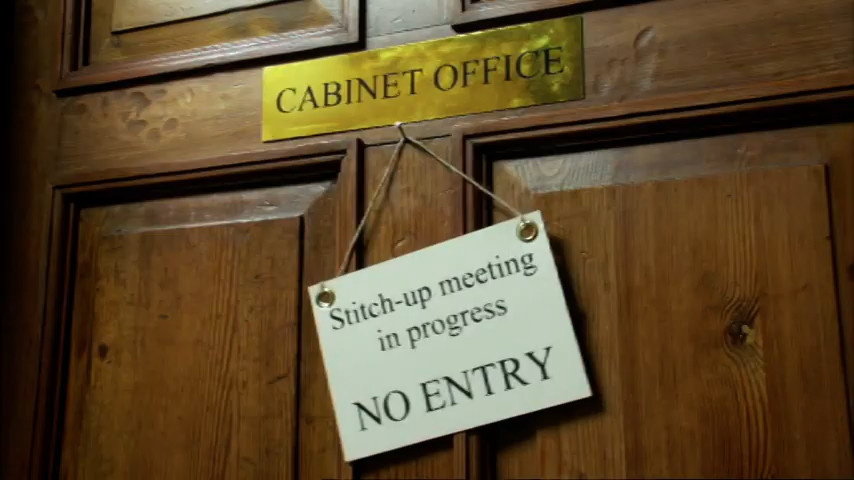 CABINET OFFICE
Stitch-up meeting
in progress
NO ENTRY